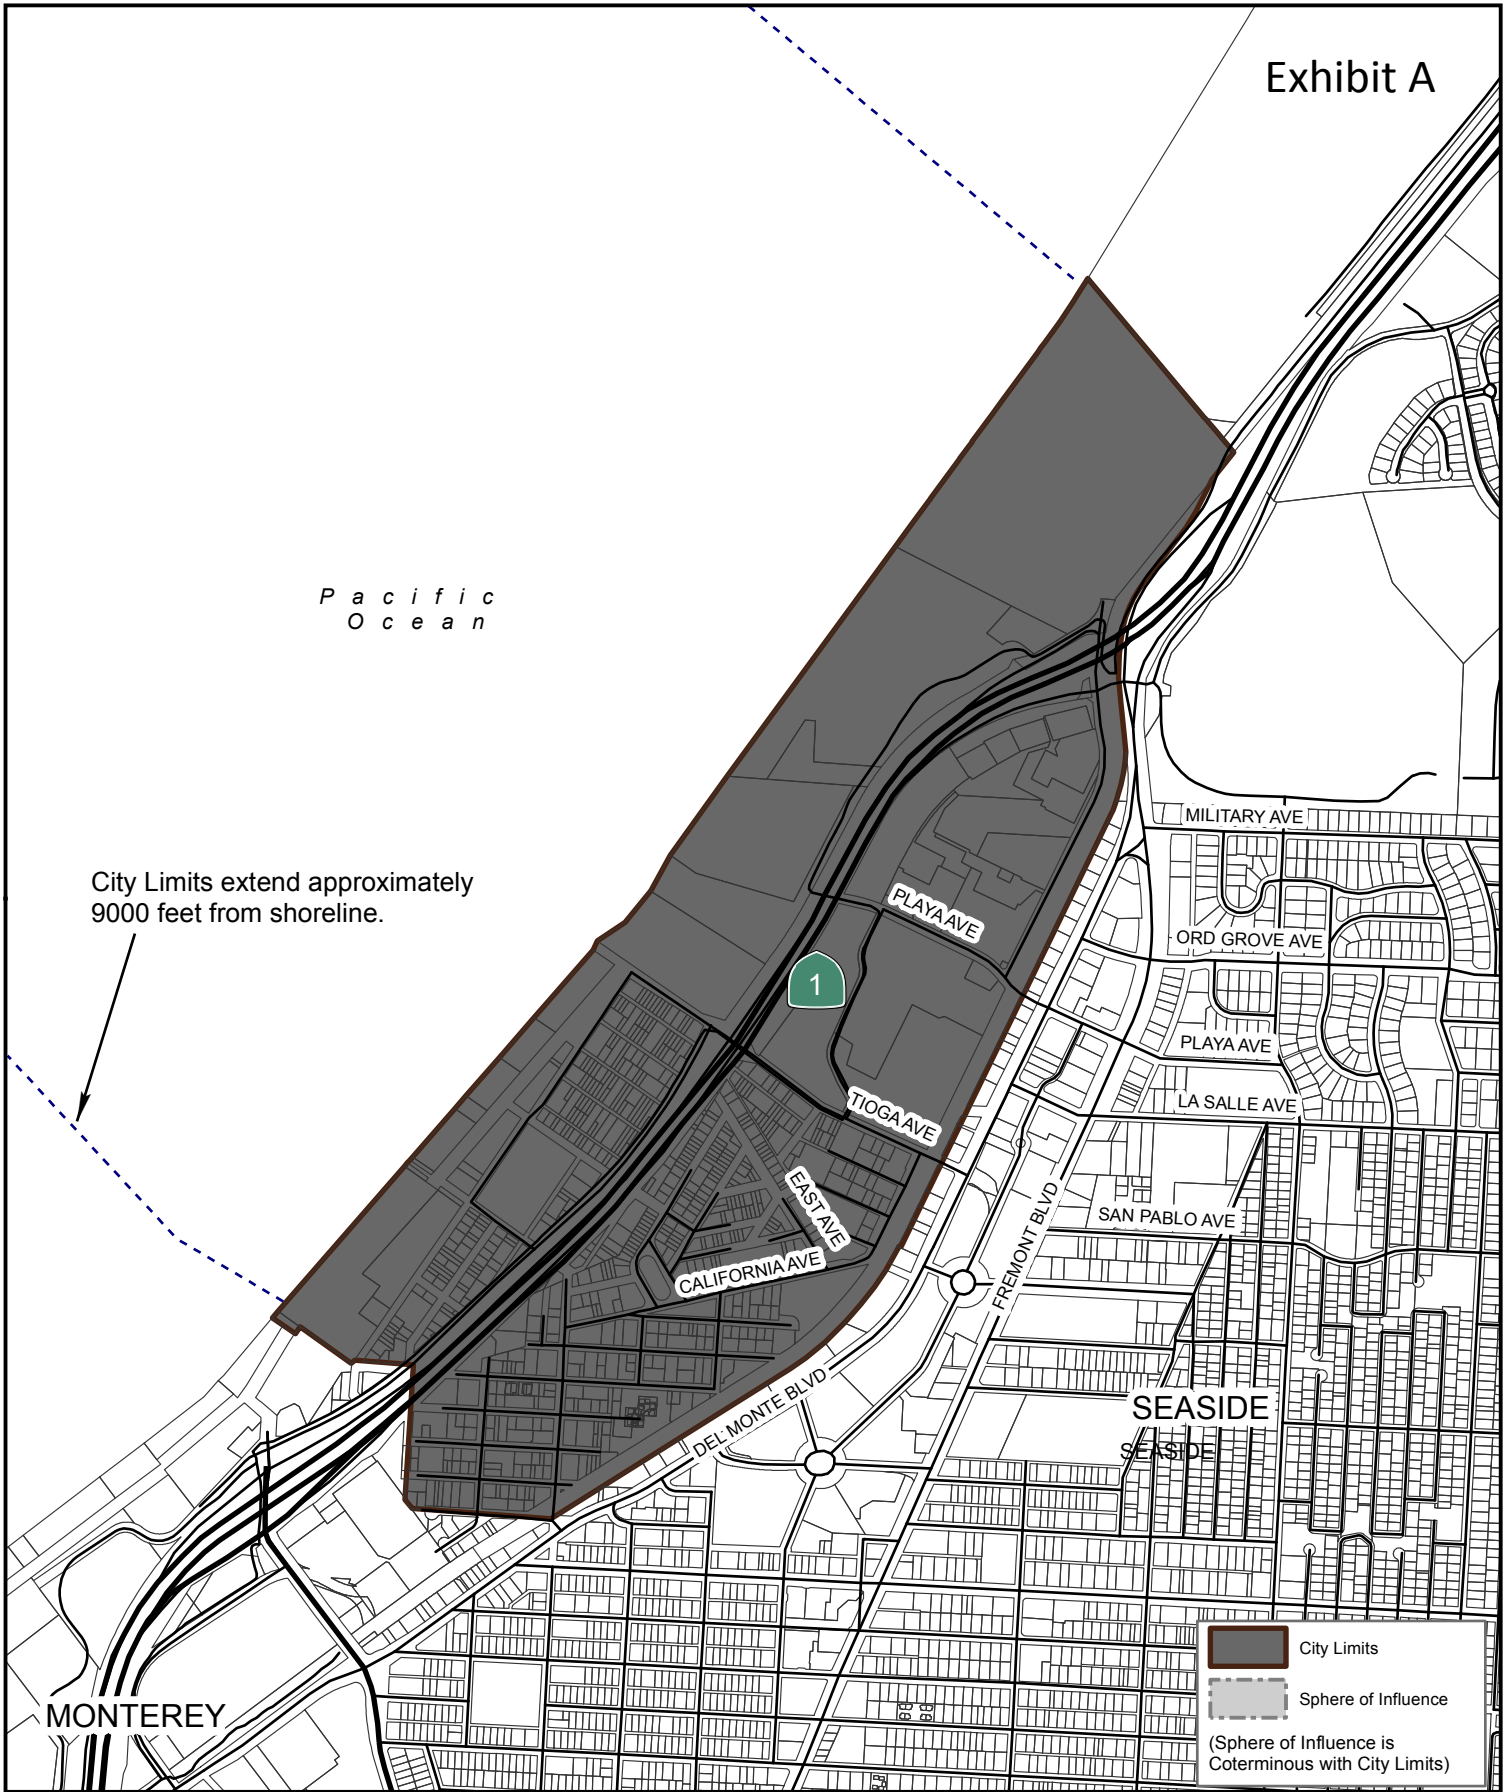 Exhibit A
P a c i f i c
O c e a n
City Limits extend approximately
9000 feet from shoreline.
MILITARY AVE
PLAYA AVE
ORD GROVE AVE
1
PLAYA AVE
LA SALLE AVE
TIOGA AVE
EAST AVE
SAN PABLO AVE
FREMONT BLVD
CALIFORNIA AVE
DEL MONTE BLVD
SEASIDE
SEASIDE
MONTEREY
City Limits
Sphere of Influence
(Sphere of Influence is
Coterminous with City Limits)